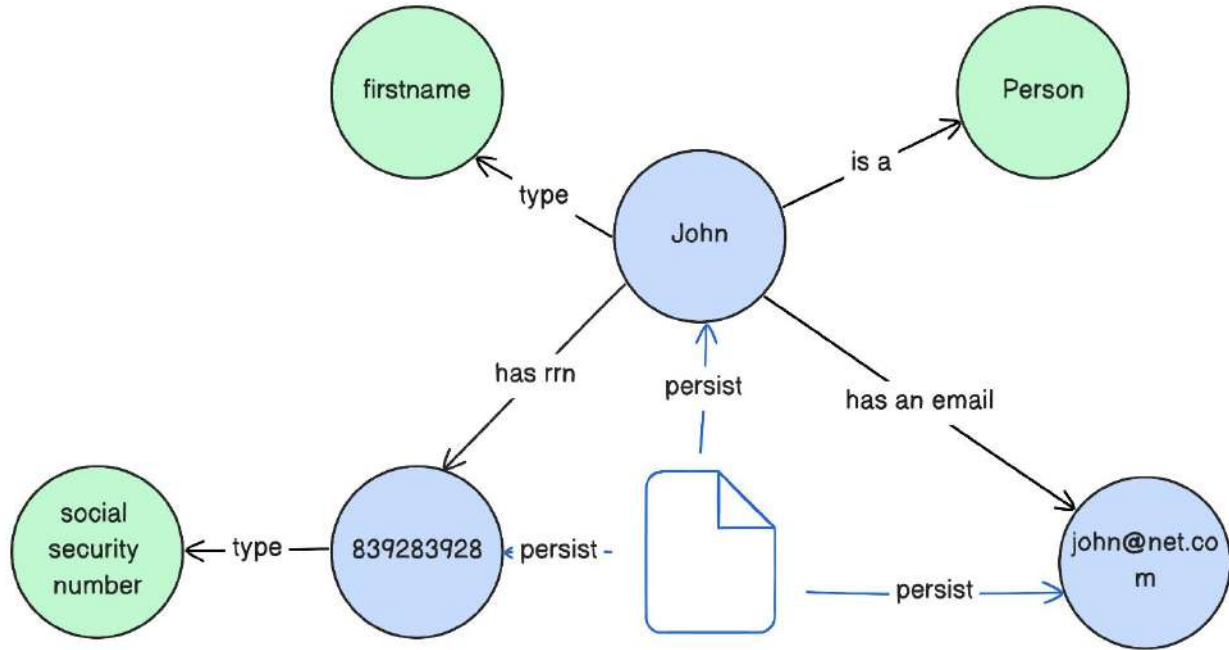 firstname
Person
is a
type
John
has rrn
persist
has an email
social
security
number
type
839283928
persist
john@net.co
m
persist